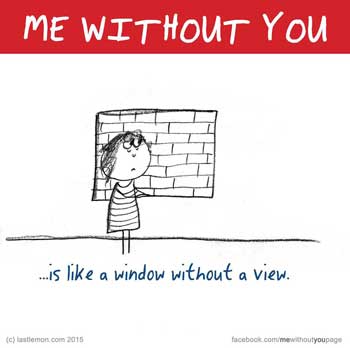 ME WITHOUT YOU
...is like a window without a view.
(c) lastlemon.com 2015 facebook.com/mewithoutyoupage